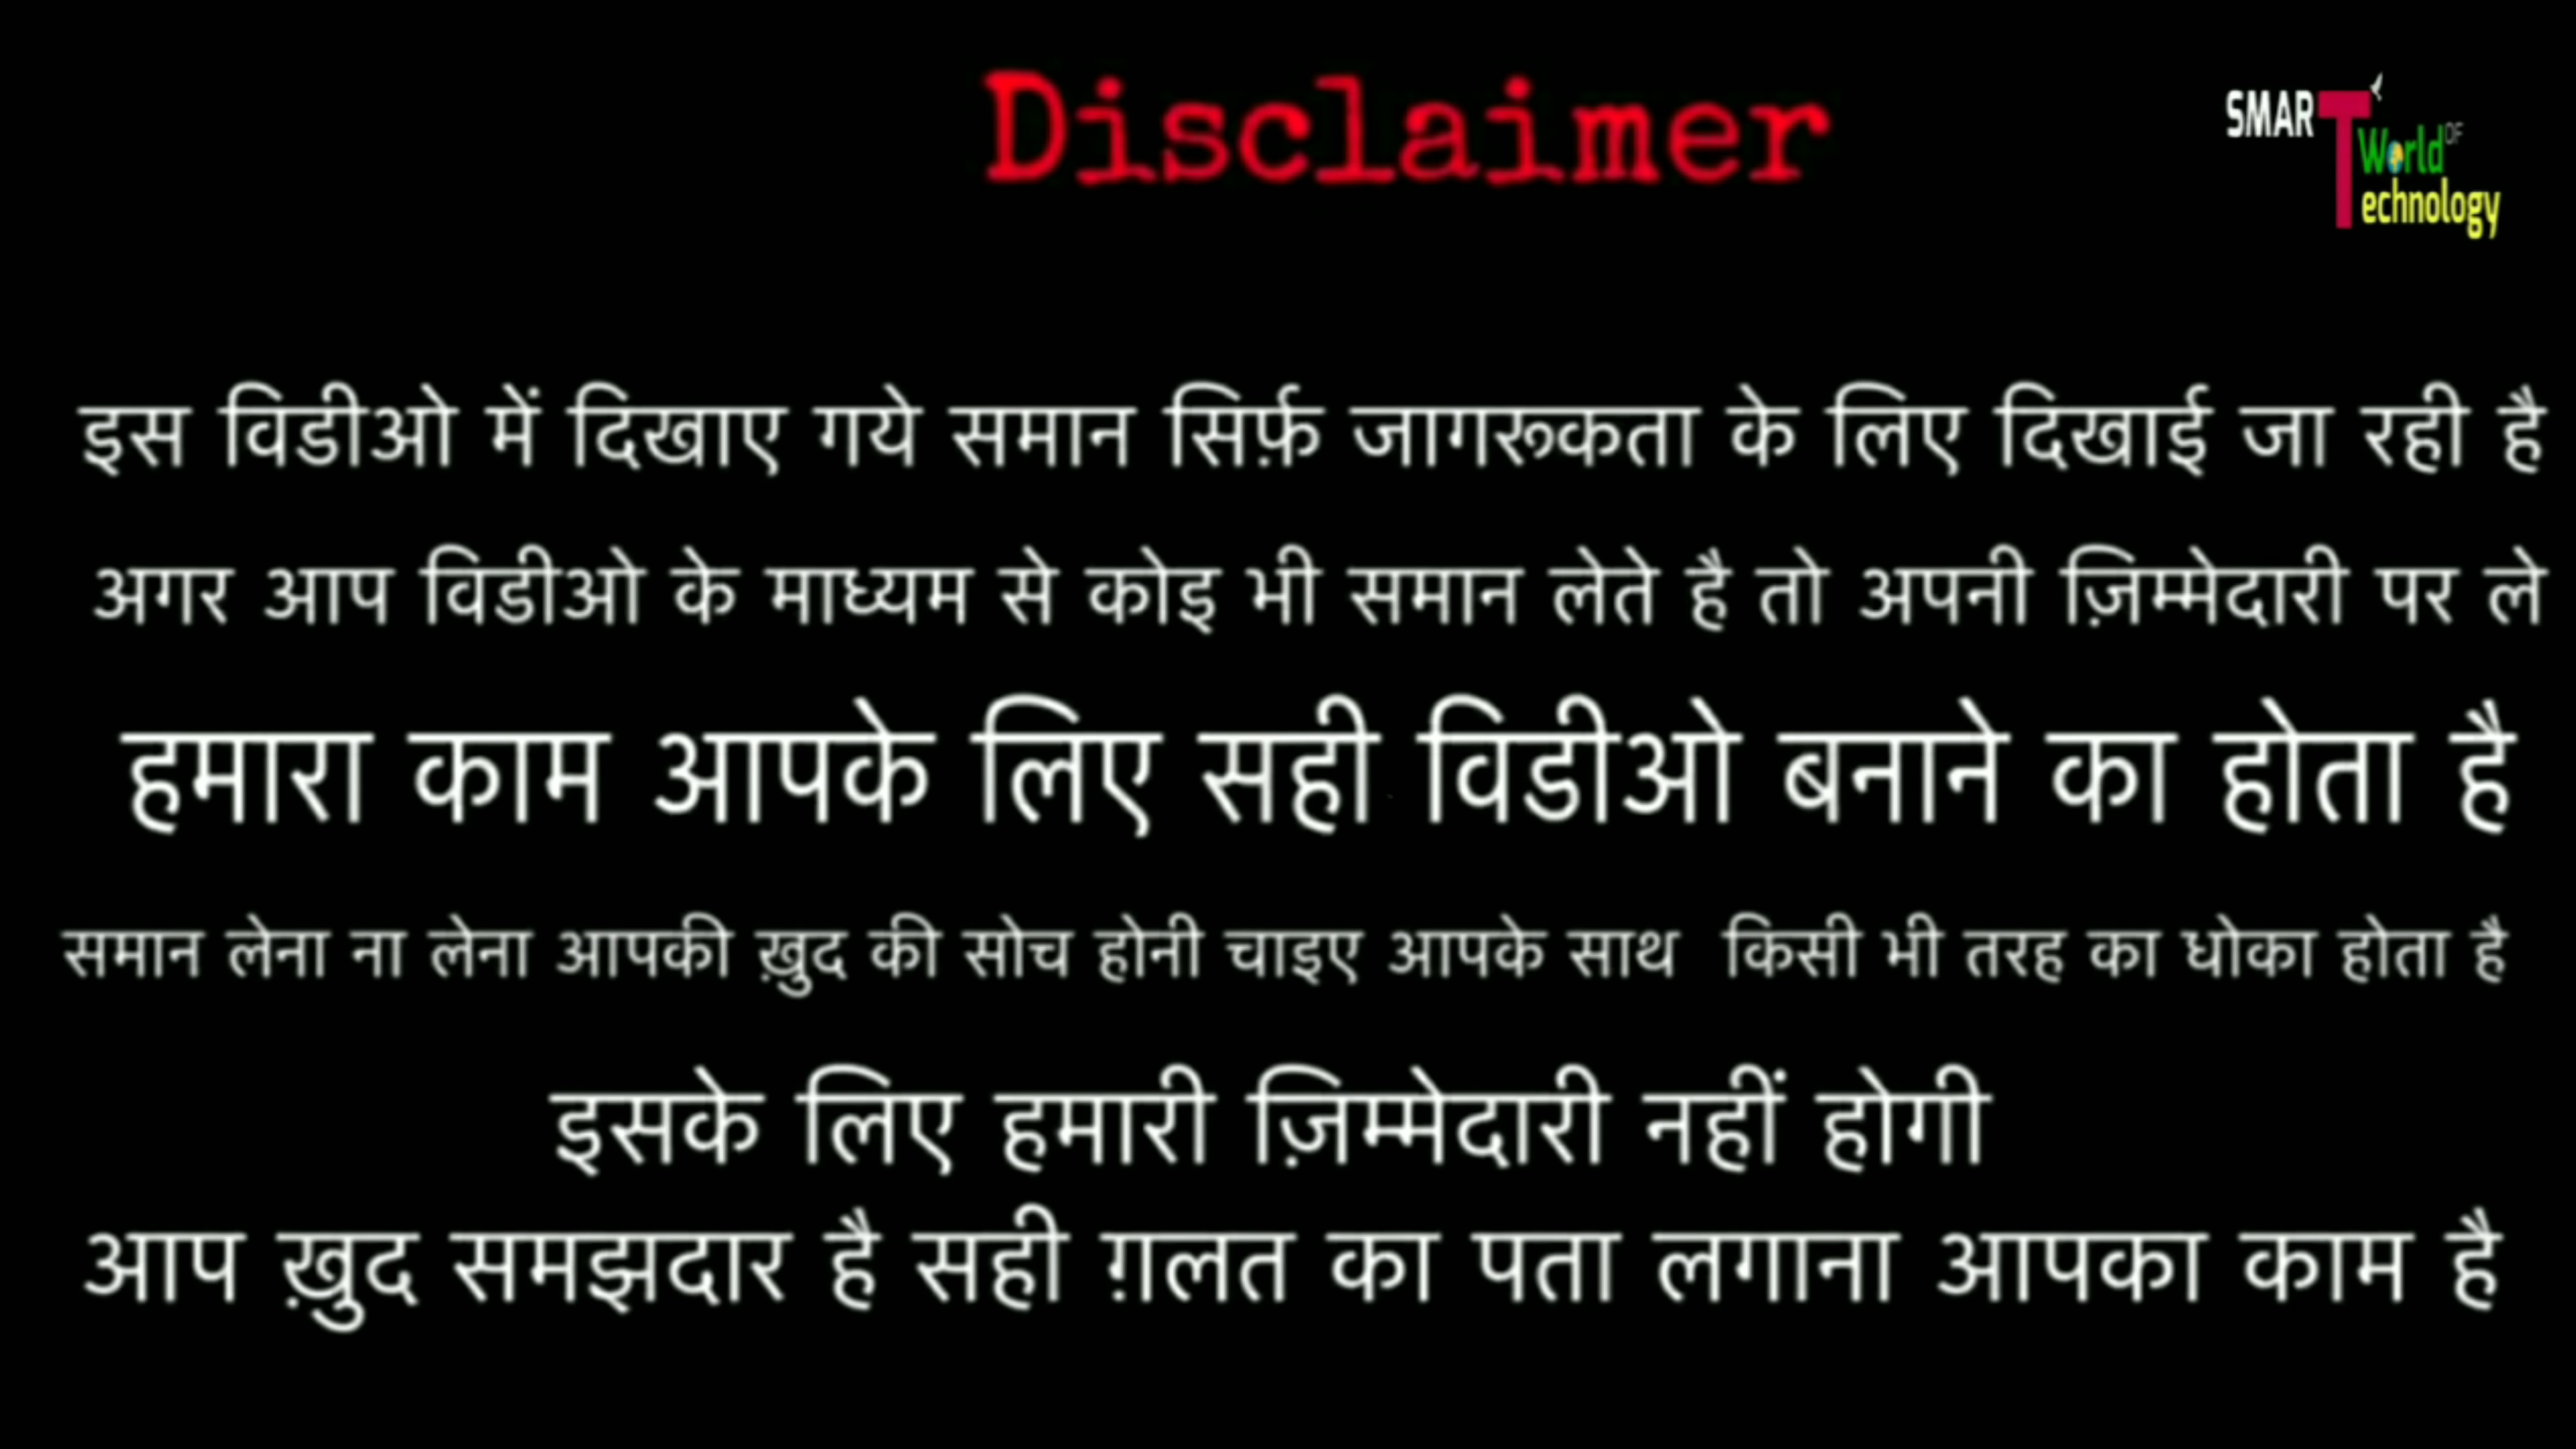 Disclaimer
SMART
World OF
Technology
इस विडीओ में दिखाए गये समान सिर्फ़ जागरूकता के लिए दिखाई जा रही है
अगर आप विडीओ के माध्यम से कोइ भी समान लेते है तो अपनी ज़िम्मेदारी पर ले
हमारा काम आपके लिए सही विडीओ बनाने का होता है
समान लेना ना लेना आपकी ख़ुद की सोच होनी चाइए आपके साथ किसी भी तरह का धोका होता है
इसके लिए हमारी ज़िम्मेदारी नहीं होगी
आप ख़ुद समझदार है सही ग़लत का पता लगाना आपका काम है